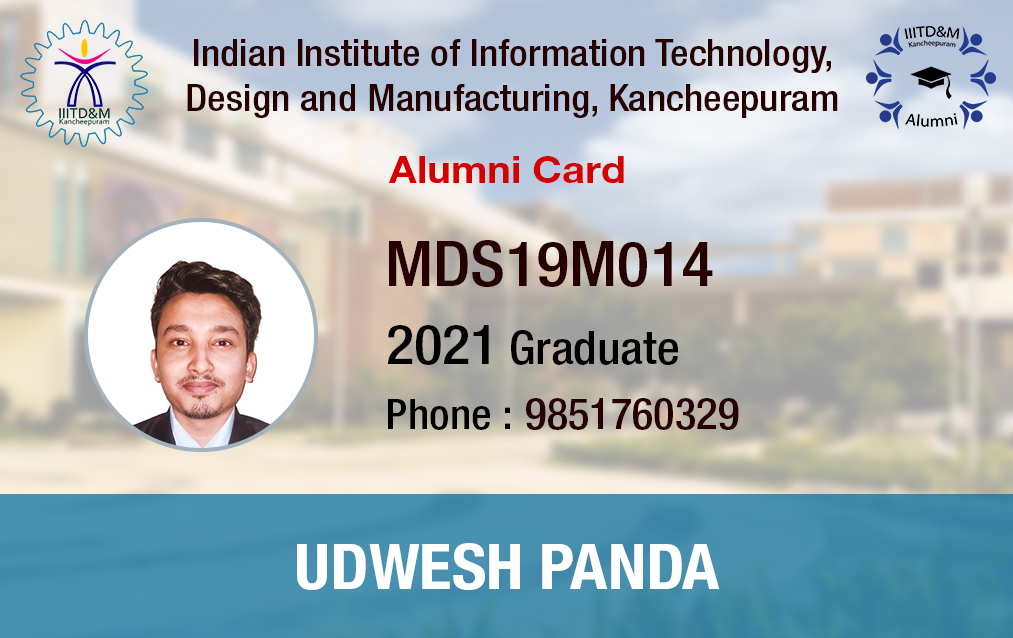 Indian Institute of Information Technology,
Design and Manufacturing, Kancheepuram
IIITD&M
Kancheepuram
IIITD&M
Kancheepuram
Alumni
Alumni Card
MDS19M014
2021 Graduate
Phone : 9851760329
UDWESH PANDA